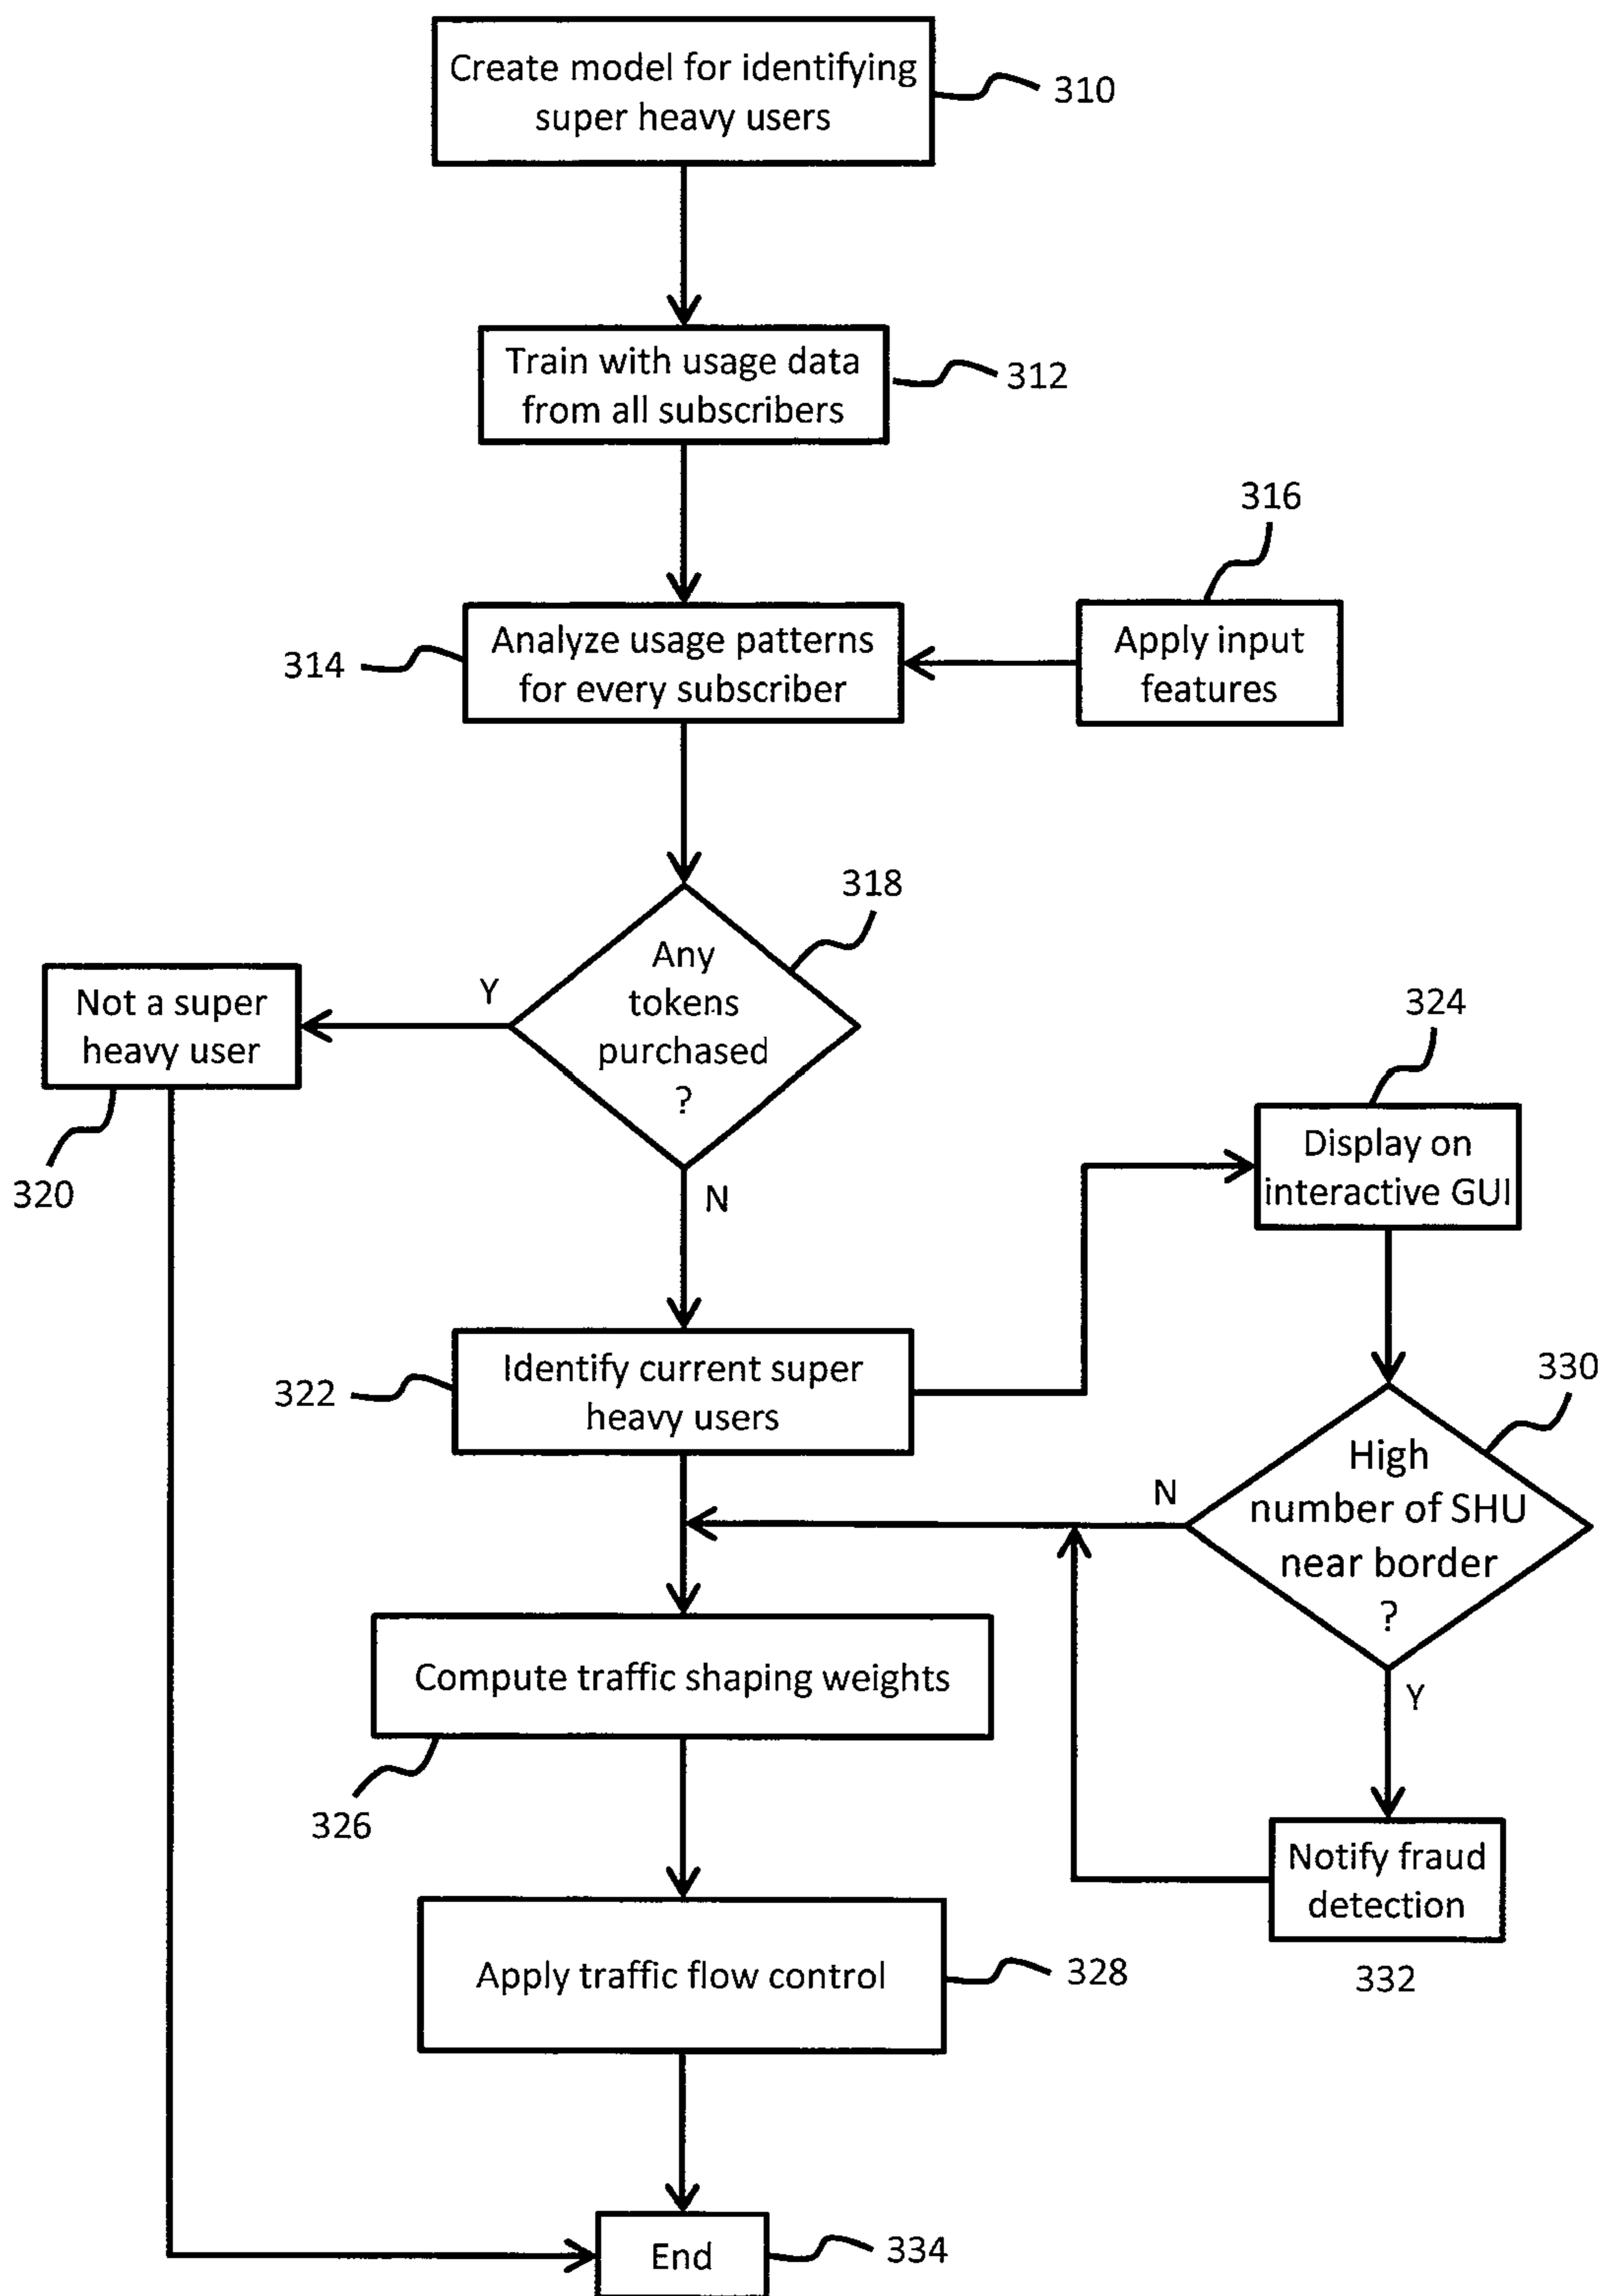 Create model for identifying
super heavy users
310
Train with usage data
from all subscribers
312
316
Analyze usage patterns
for every subscriber
314
Apply input
features
318
Any
tokens
purchased
?
Y
Not a super
heavy user
320
N
324
Display on
interactive GUI
Identify current super
heavy users
322
330
High
number of SHU
near border
?
N
Y
Compute traffic shaping weights
326
Notify fraud
detection
332
Apply traffic flow control
328
End
334